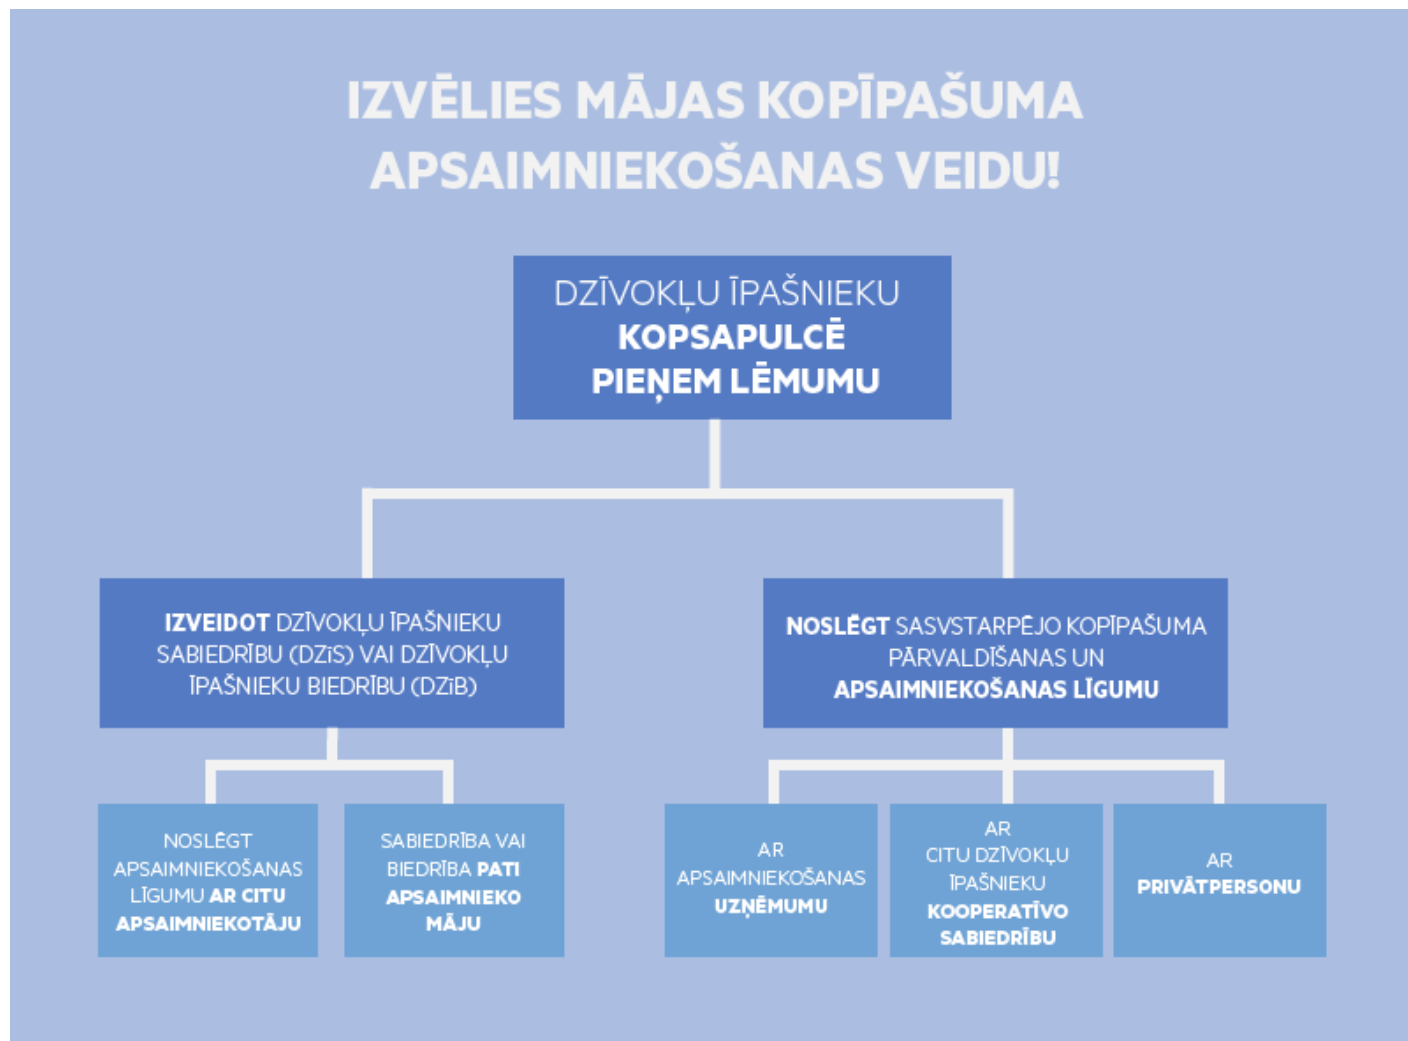 IZVĒLIES MĀJAS KOPĪPAŠUMA
APSAIMNIEKOŠANAS VEIDU!
DZĪVOKĻU ĪPAŠNIEKU
KOPSAPULCĒ
PIEŅEM LĒMUMU
IZVEIDOT DZĪVOKĻU ĪPAŠNIEKU
SABIEDRĪBU (DZīS) VAI DZĪVOKĻU
ĪPAŠNIEKU BIEDRĪBU (DZīB)
NOSLĒGT SASVSTARPĒJO KOPĪPAŠUMA
PĀRVALDĪŠANAS UN
APSAIMNIEKOŠANAS LĪGUMU
NOSLĒGT
APSAIMNIEKOŠANAS
LĪGUMU AR CITU
APSAIMNIEKOTĀJU
SABIEDRĪBA VAI
BIEDRĪBA PATI
APSAIMNIEKO
MĀJU
AR
APSAIMNIEKOŠANAS
UZŅĒMUMU
AR
CITU DZĪVOKĻU
ĪPAŠNIEKU
KOOPERATĪVO
SABIEDRĪBU
AR
PRIVĀTPERSONU